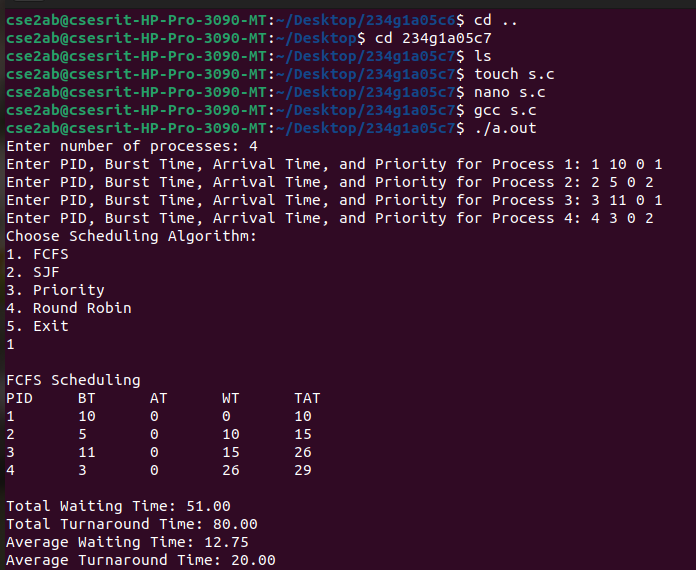 cse2ab@csesrit-HP-Pro-3090-MT:~/Desktop/234g1a05c6$ cd ..
cse2ab@csesrit-HP-Pro-3090-MT:~/Desktop$ cd 234g1a05c7
cse2ab@csesrit-HP-Pro-3090-MT:~/Desktop/234g1a05c7$ ls
cse2ab@csesrit-HP-Pro-3090-MT:~/Desktop/234g1a05c7$ touch s.c
cse2ab@csesrit-HP-Pro-3090-MT:~/Desktop/234g1a05c7$ nano s.c
cse2ab@csesrit-HP-Pro-3090-MT:~/Desktop/234g1a05c7$ gcc s.c
cse2ab@csesrit-HP-Pro-3090-MT:~/Desktop/234g1a05c7$ ./a.out
Enter number of processes: 4
Enter PID, Burst Time, Arrival Time, and Priority for Process 1: 1 10 0 1
Enter PID, Burst Time, Arrival Time, and Priority for Process 2: 2 5 0 2
Enter PID, Burst Time, Arrival Time, and Priority for Process 3: 3 11 0 1
Enter PID, Burst Time, Arrival Time, and Priority for Process 4: 4 3 0 2
Choose Scheduling Algorithm:
1. FCFS
2. SJF
3. Priority
4. Round Robin
5. Exit
1
FCFS Scheduling
PID BT AT WT TAT
1 10 0 0 10
2 5 0 10 15
3 11 0 15 26
4 3 0 26 29
Total Waiting Time: 51.00
Total Turnaround Time: 80.00
Average Waiting Time: 12.75
Average Turnaround Time: 20.00